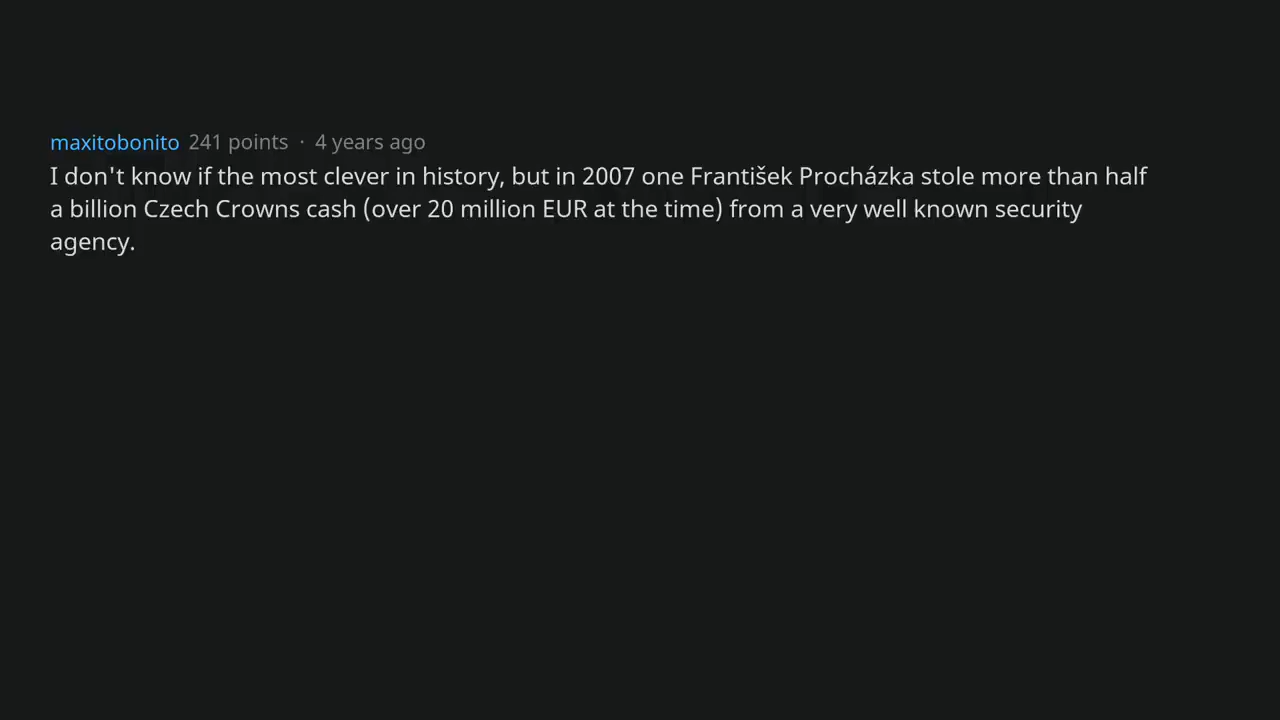 maxitobonito 241 points · 4 years ago
I don't know if the most clever in history, but in 2007 one František Procházka stole more than half
a billion Czech Crowns cash (over 20 million EUR at the time) from a very well known security
agency.